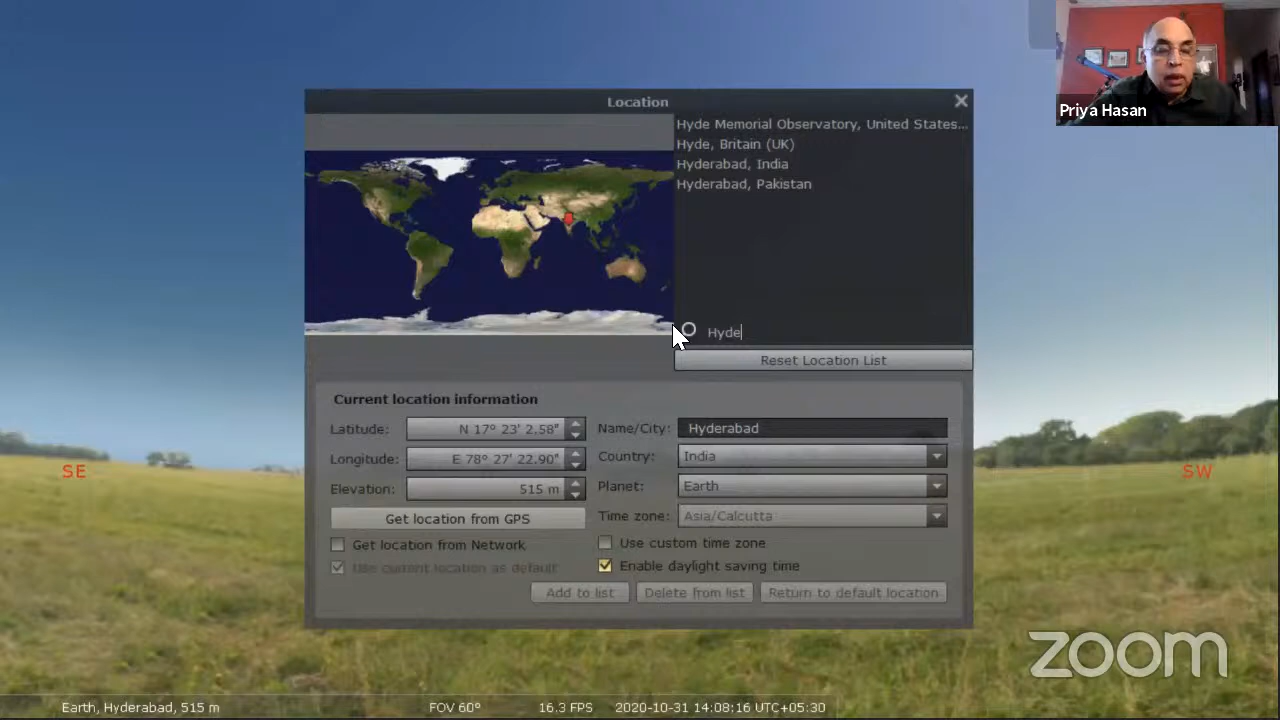 Priya Hasan
Location
Hyde Memorial Observatory, United States...
Hyde, Britain (UK)
Hyderabad, India
Hyderabad, Pakistan
Hyde
Reset Location List
Current location information
Latitude: N 17° 23' 2.58"
Name/City: Hyderabad
Longitude: E 78° 27' 22.90"
Country: India
Elevation: 515 m
Planet: Earth
Get location from GPS
Time zone: Asia/Calcutta
Get location from Network
Use custom time zone
Use current location as default
Enable daylight saving time
Add to list Delete from list Return to default location
SE
SW
zoom
Earth, Hyderabad, 515 m FOV 60° 16.3 FPS 2020-10-31 14:08:16 UTC+05:30